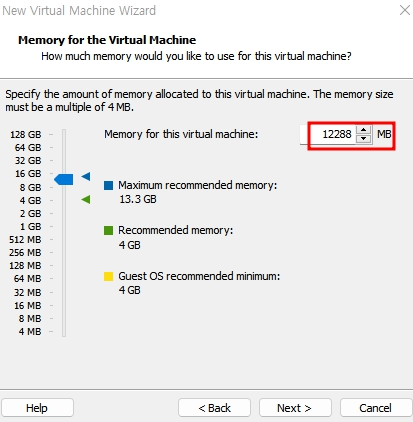 New Virtual Machine Wizard
Memory for the Virtual Machine
How much memory would you like to use for this virtual machine?
Specify the amount of memory allocated to this virtual machine. The memory size
must be a multiple of 4 MB.
Memory for this virtual machine: 12288 MB
128 GB
64 GB
32 GB
16 GB
8 GB
4 GB
2 GB
1 GB
512 MB
256 MB
128 MB
64 MB
32 MB
16 MB
8 MB
4 MB
Maximum recommended memory:
13.3 GB
Recommended memory:
4 GB
Guest OS recommended minimum:
4 GB
Help
< Back
Next >
Cancel